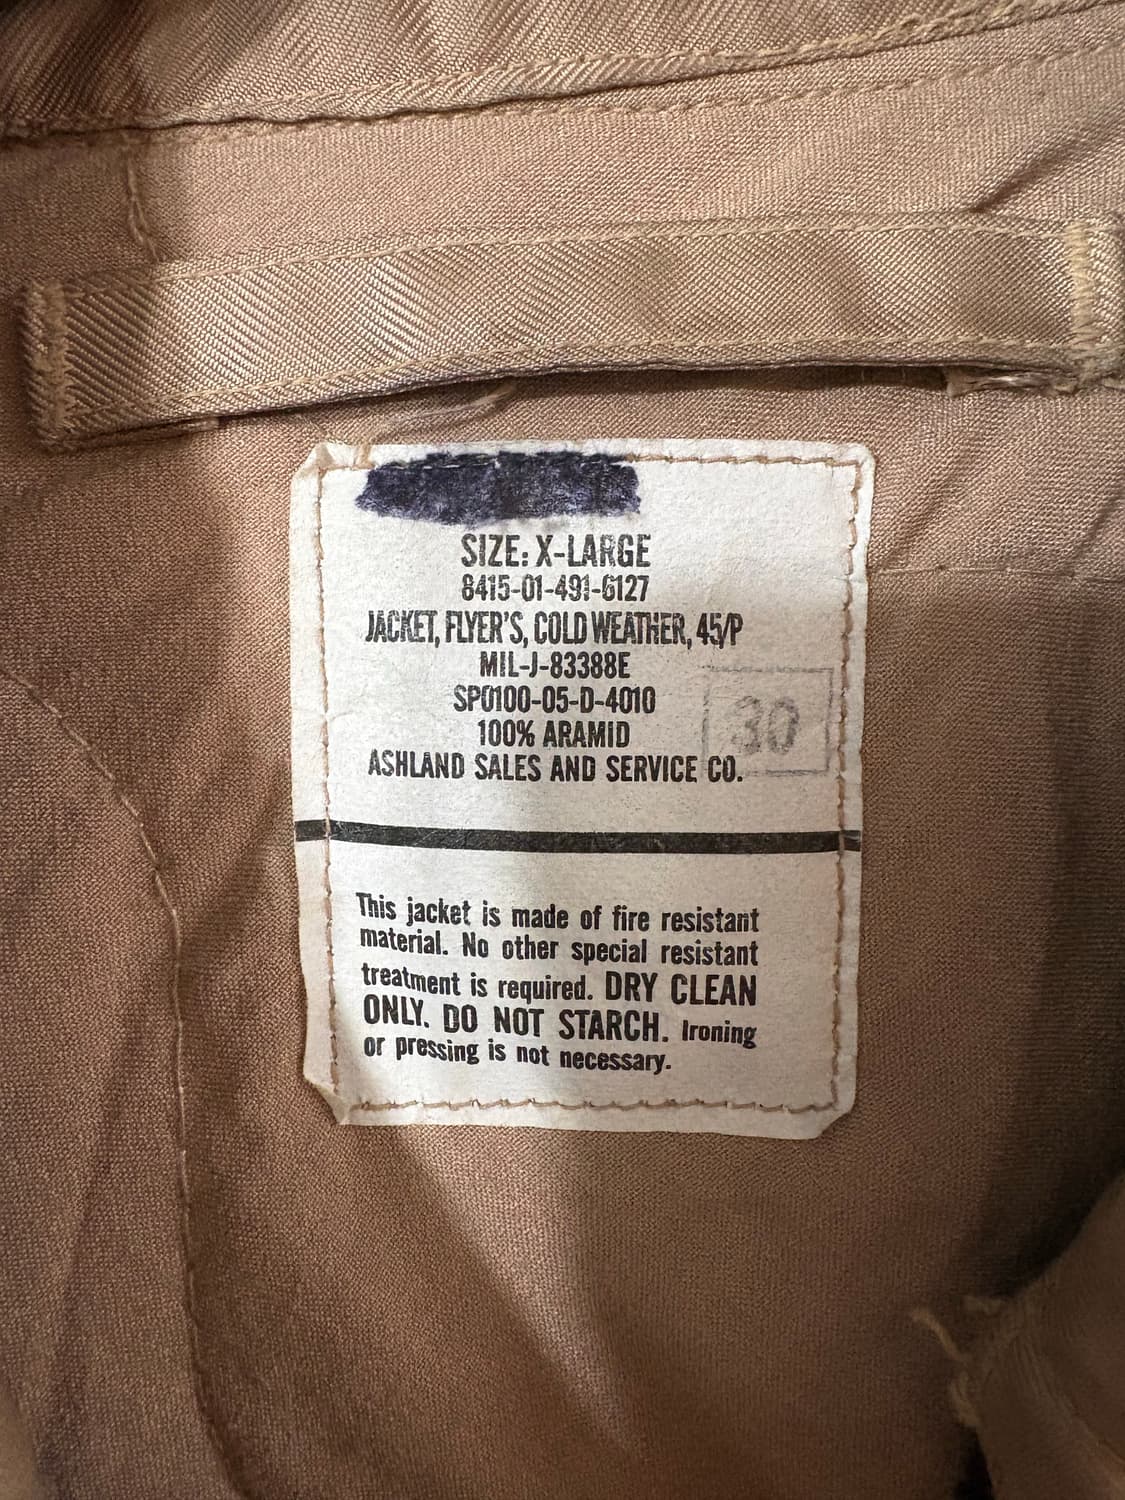 SIZE: X-LARGE
8415-01-491-6127
JACKET, FLYER'S, COLD WEATHER, 45/P
MIL-J-83388E
SP0100-05-D-4010
100% ARAMID
30
ASHLAND SALES AND SERVICE CO.
This jacket is made of fire resistant
material. No other special resistant
treatment is required. DRY CLEAN
ONLY. DO NOT STARCH. Ironing
or pressing is not necessary.